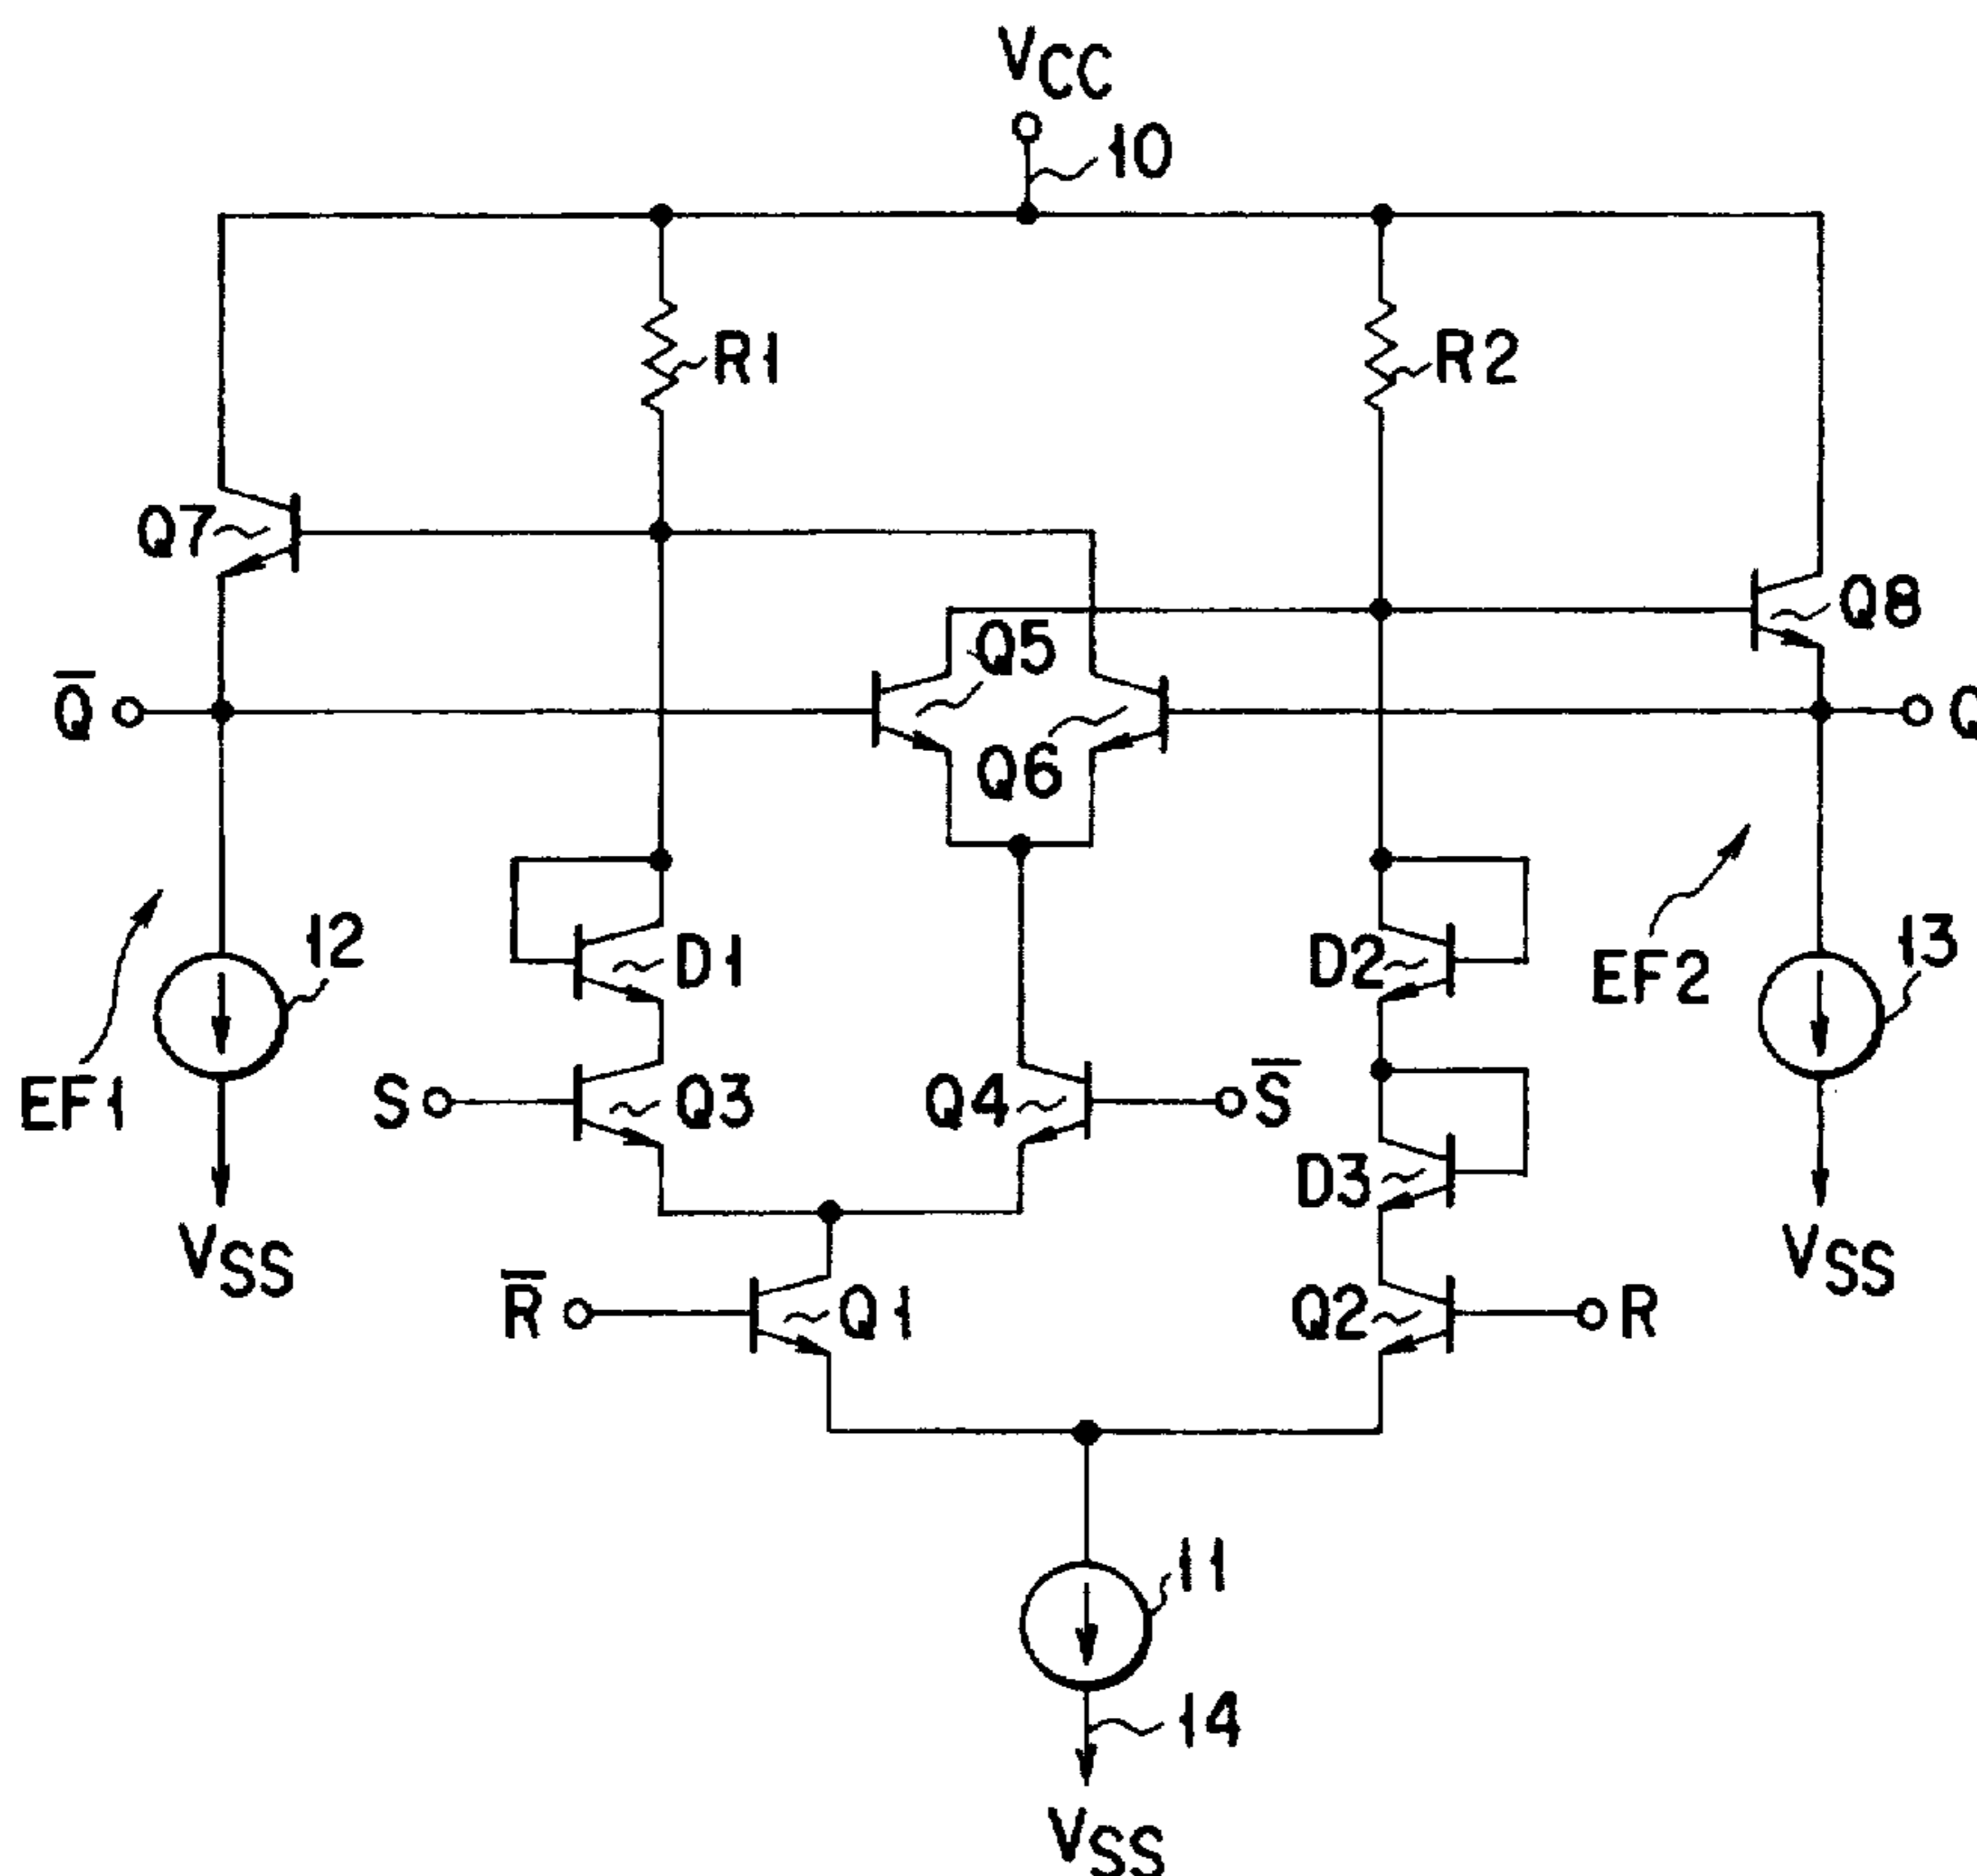 VCC
10
R1
R2
Q7
Q8
Q5
Q̅
Q
Q6
12
D1
D2
13
EF2
EF1
S
Q3
Q4
S̅
D3
VSS
VSS
R̅
Q1
Q2
R
11
14
VSS